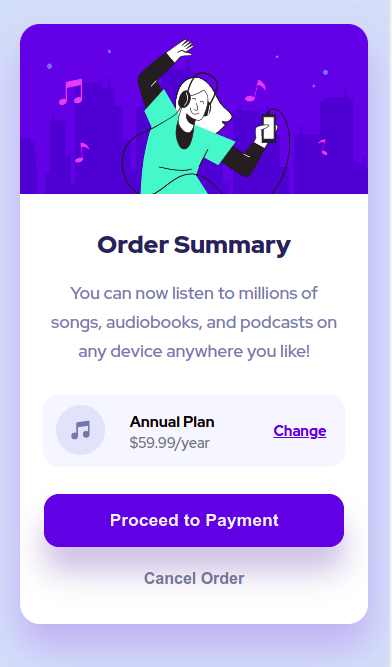 Order Summary
You can now listen to millions of
songs, audiobooks, and podcasts on
any device anywhere you like!
Annual Plan
$59.99/year
Change
Proceed to Payment
Cancel Order